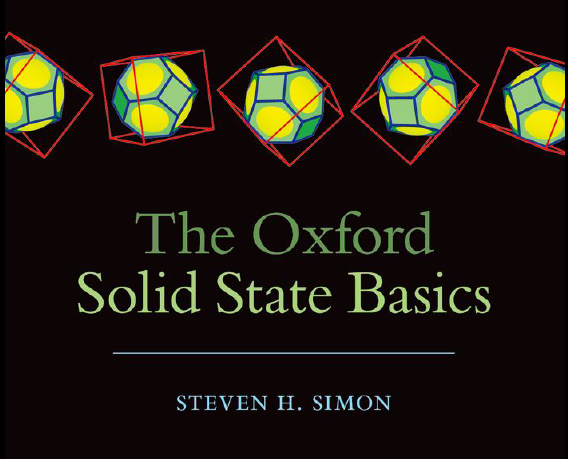 The Oxford
Solid State Basics
STEVEN H. SIMON